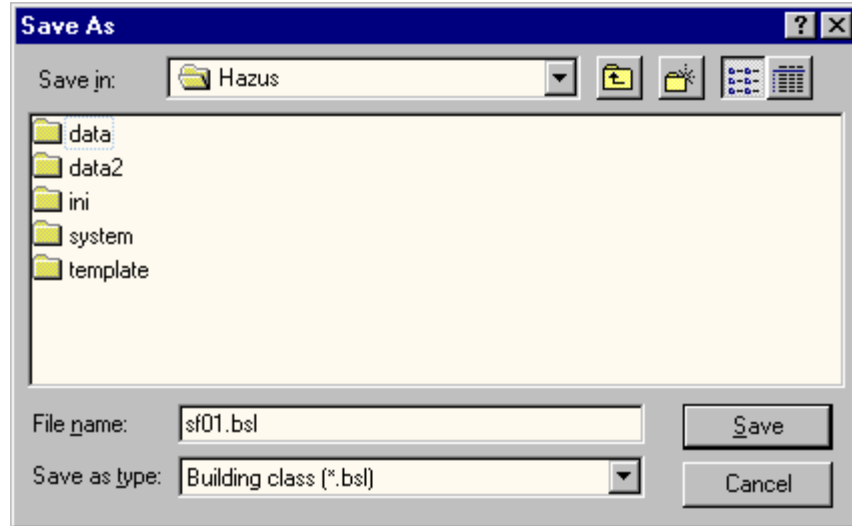 Save As
Save in: Hazus
data
data2
ini
system
template
File name: sf01.bsl Save
Save as type: Building class (*.bsl) Cancel